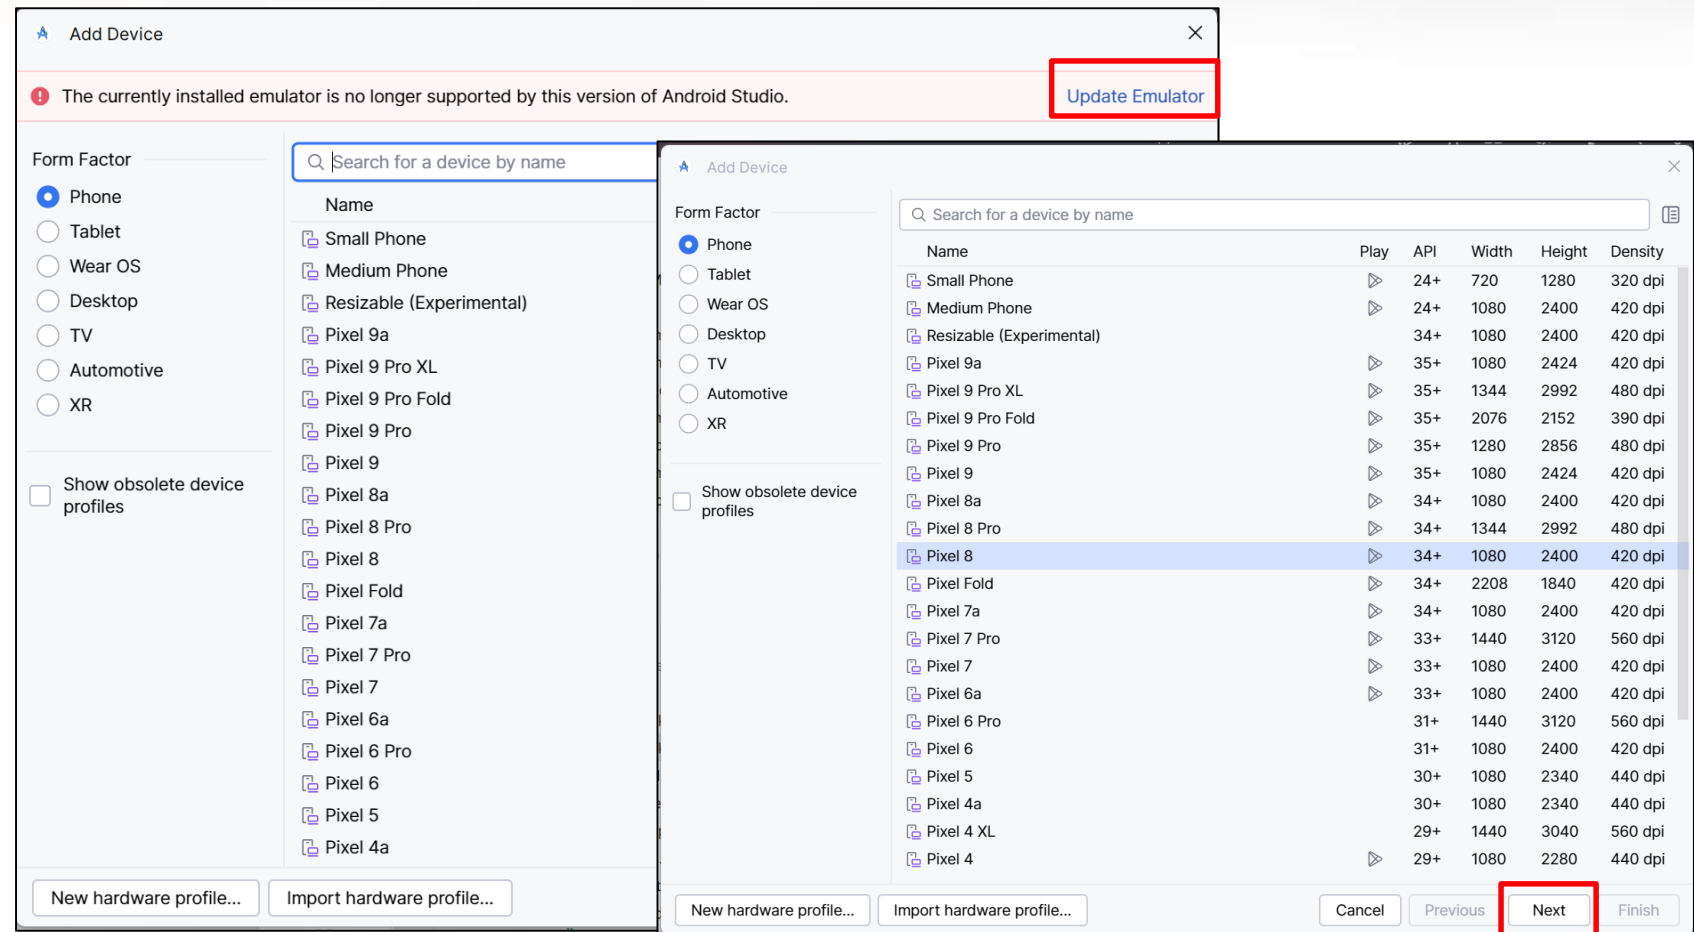 Add Device
The currently installed emulator is no longer supported by this version of Android Studio.
Update Emulator
Form Factor
Phone
Tablet
Wear OS
Desktop
TV
Automotive
XR
Show obsolete device
profiles
Search for a device by name
Name
Small Phone
Medium Phone
Resizable (Experimental)
Pixel 9a
Pixel 9 Pro XL
Pixel 9 Pro Fold
Pixel 9 Pro
Pixel 9
Pixel 8a
Pixel 8 Pro
Pixel 8
Pixel Fold
Pixel 7a
Pixel 7 Pro
Pixel 7
Pixel 6a
Pixel 6 Pro
Pixel 6
Pixel 5
Pixel 4a
New hardware profile... Import hardware profile...
Add Device
Form Factor
Phone
Tablet
Wear OS
Desktop
TV
Automotive
XR
Show obsolete device
profiles
Search for a device by name
Name Play API Width Height Density
Small Phone 24+ 720 1280 320 dpi
Medium Phone 24+ 1080 2400 420 dpi
Resizable (Experimental) 34+ 1080 2400 420 dpi
Pixel 9a 35+ 1080 2424 420 dpi
Pixel 9 Pro XL 35+ 1344 2992 480 dpi
Pixel 9 Pro Fold 35+ 2076 2152 390 dpi
Pixel 9 Pro 35+ 1280 2856 480 dpi
Pixel 9 35+ 1080 2424 420 dpi
Pixel 8a 34+ 1080 2400 420 dpi
Pixel 8 Pro 34+ 1344 2992 480 dpi
Pixel 8 34+ 1080 2400 420 dpi
Pixel Fold 34+ 2208 1840 420 dpi
Pixel 7a 34+ 1080 2400 420 dpi
Pixel 7 Pro 33+ 1440 3120 560 dpi
Pixel 7 33+ 1080 2400 420 dpi
Pixel 6a 33+ 1080 2400 420 dpi
Pixel 6 Pro 31+ 1440 3120 560 dpi
Pixel 6 31+ 1080 2400 420 dpi
Pixel 5 30+ 1080 2340 440 dpi
Pixel 4a 30+ 1080 2340 440 dpi
Pixel 4 XL 29+ 1440 3040 560 dpi
Pixel 4 29+ 1080 2280 440 dpi
New hardware profile... Import hardware profile... Cancel Previous Next Finish